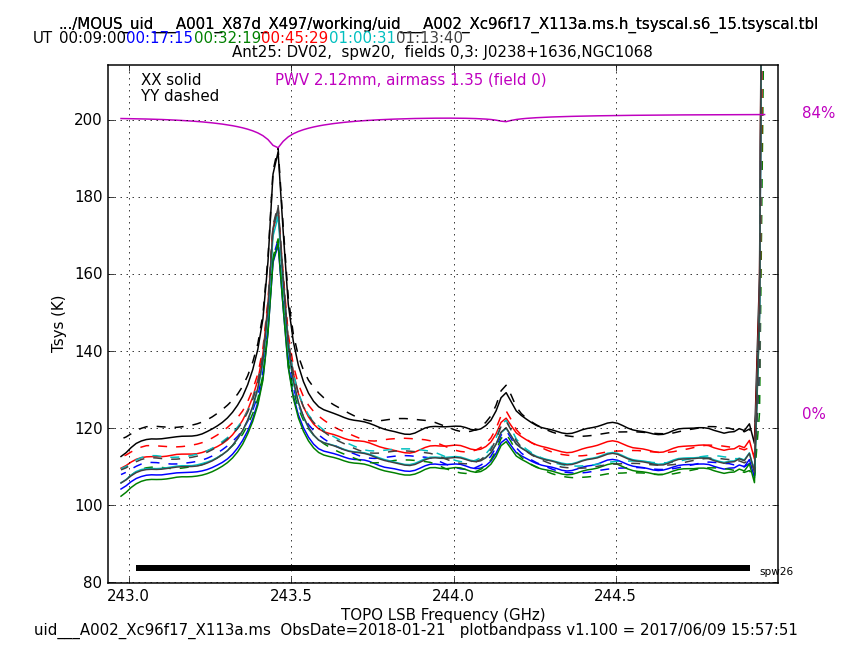 .../MOUS_uid___A001_X87d_X497/working/uid___A002_Xc96f17_X113a.ms.h_tsyscal.s6_15.tsyscal.tbl
UT 00:09:00 00:17:15 00:32:19 00:45:29 01:00:31 01:13:40
Ant25: DV02, spw20, fields 0,3: J0238+1636,NGC1068
XX solid PWV 2.12mm, airmass 1.35 (field 0)
YY dashed
84%
200
180
160
140
120
100
80
Tsys (K)
0%
spw26
243.0 243.5 244.0 244.5
TOPO LSB Frequency (GHz)
uid___A002_Xc96f17_X113a.ms ObsDate=2018-01-21 plotbandpass v1.100 = 2017/06/09 15:57:51